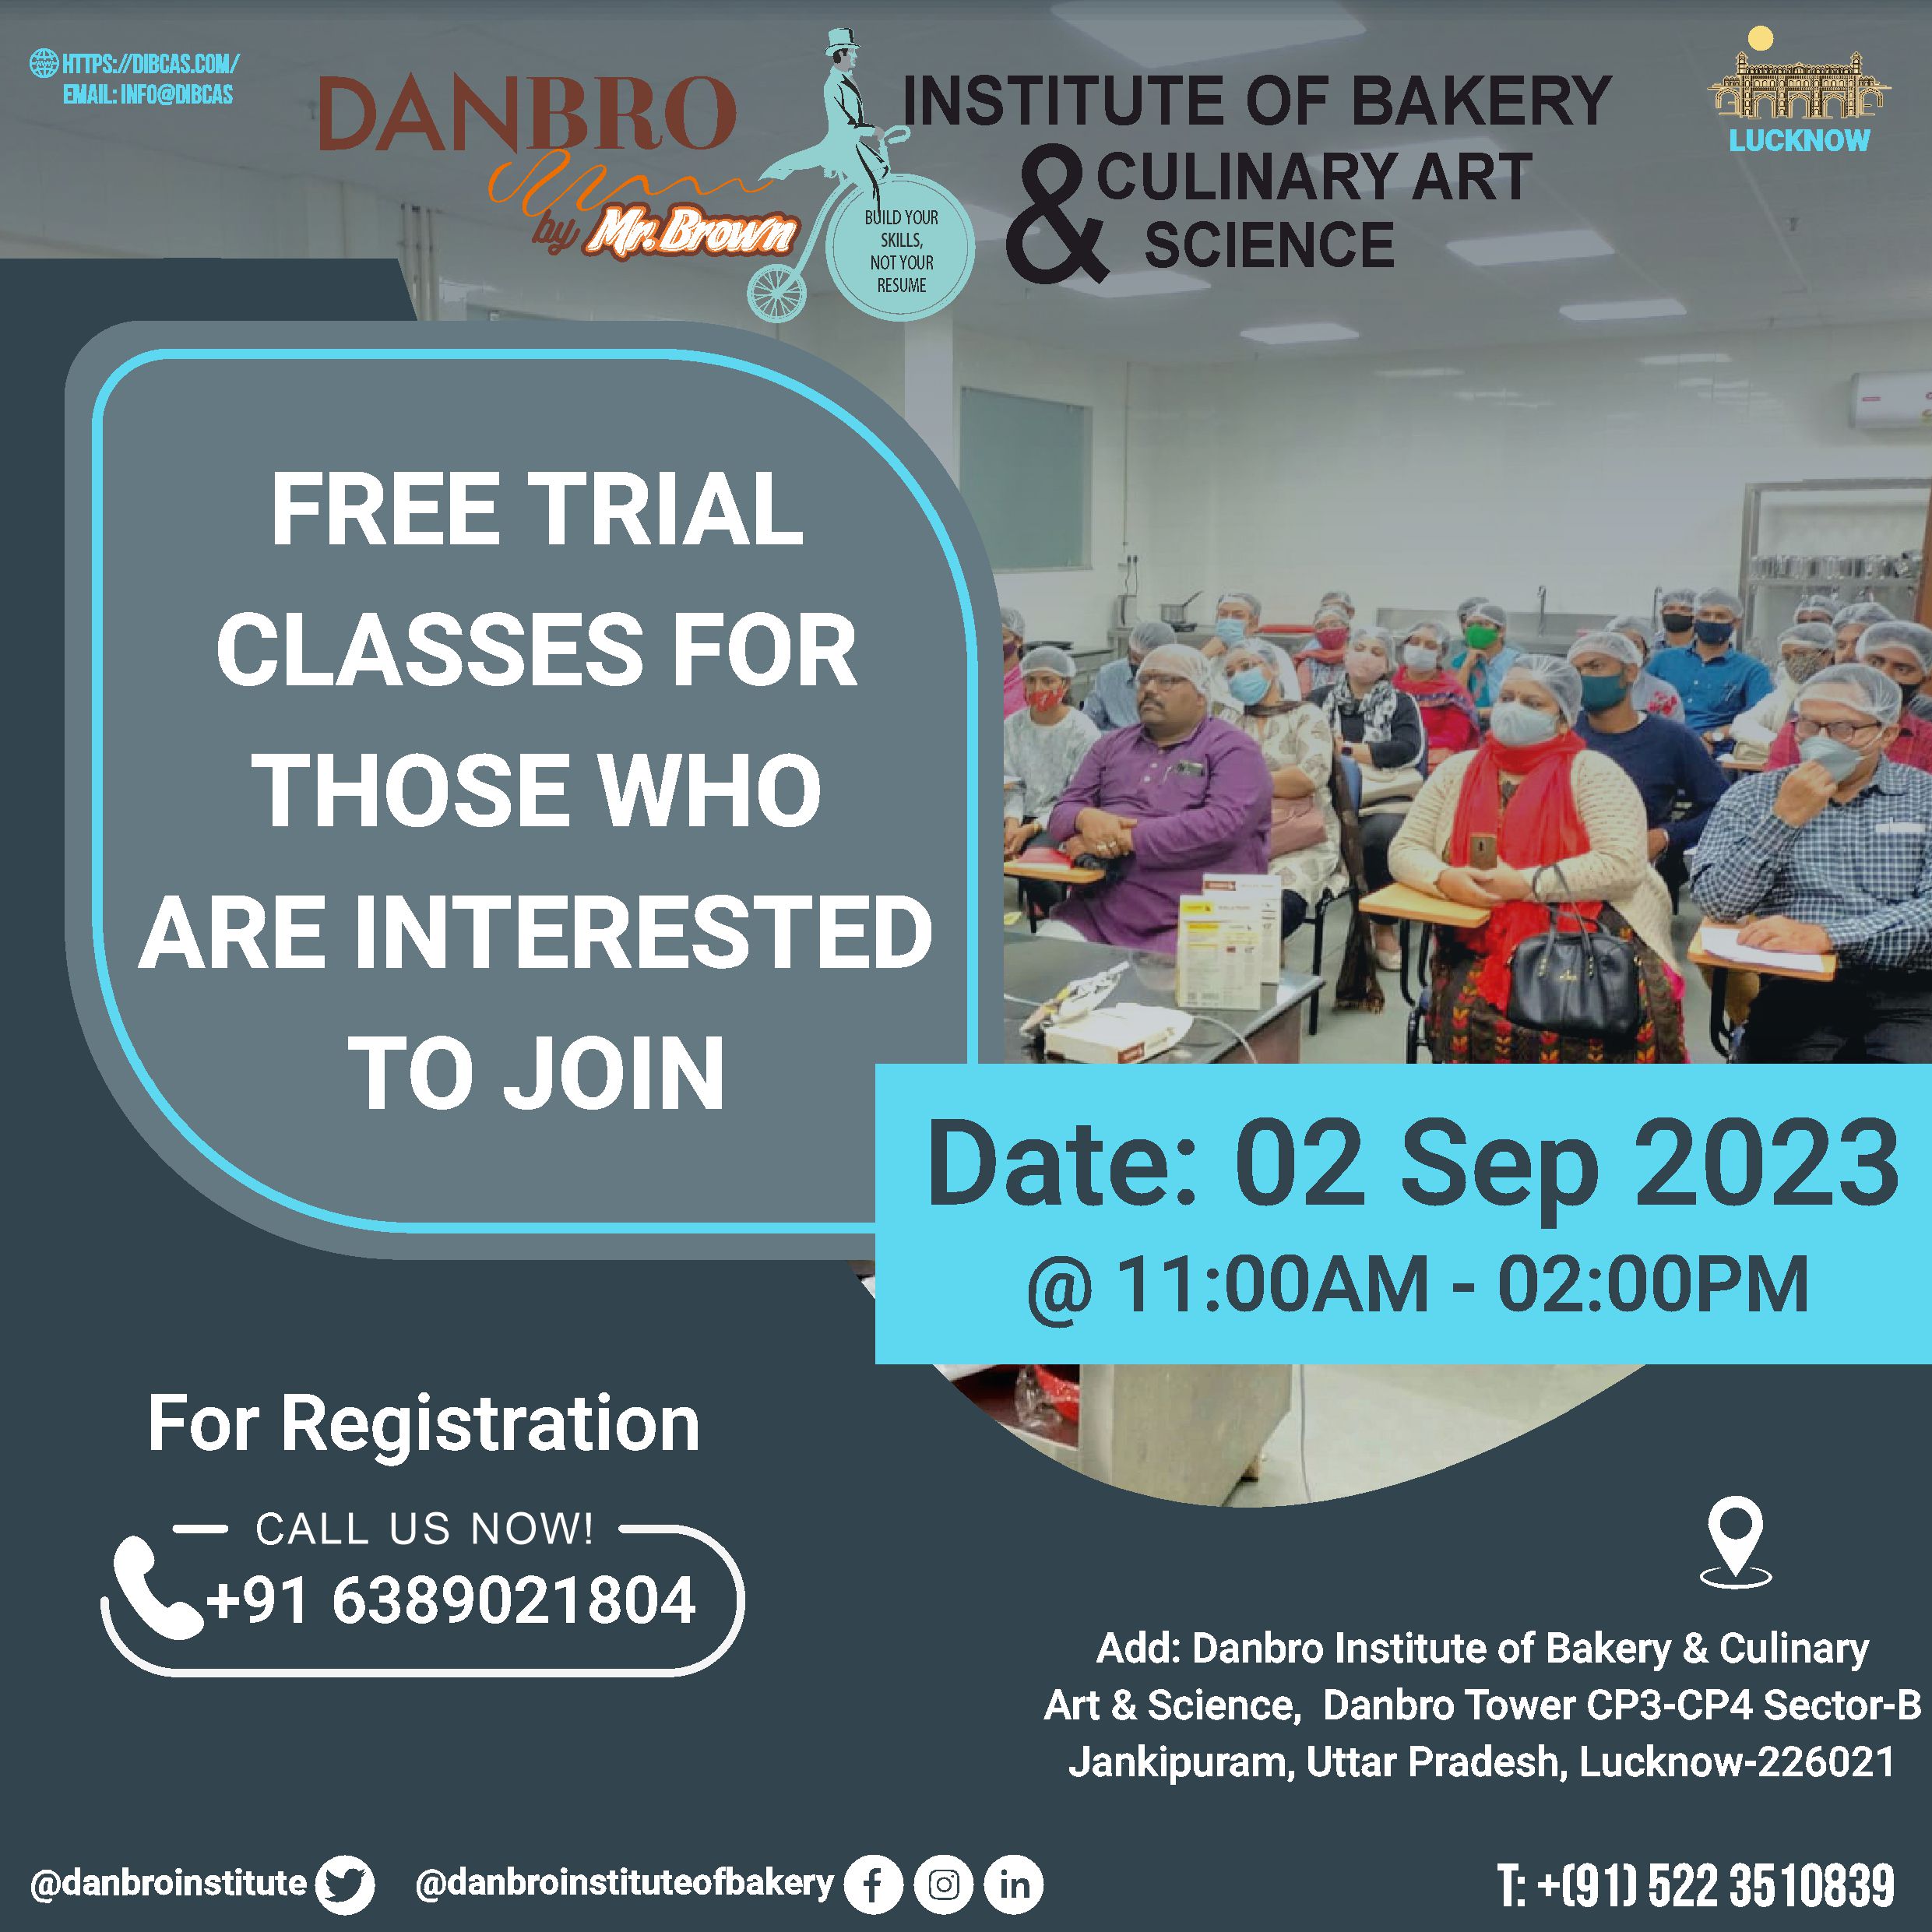 HTTPS://DIBCAS.COM/
EMAIL: INFO@DIBCAS
DANBRO
by Mr. Brown
BUILD YOUR
SKILLS,
NOT YOUR
RESUME
INSTITUTE OF BAKERY
& CULINARY ART
SCIENCE
LUCKNOW
FREE TRIAL
CLASSES FOR
THOSE WHO
ARE INTERESTED
TO JOIN
Date: 02 Sep 2023
@ 11:00AM - 02:00PM
For Registration
CALL US NOW!
+91 6389021804
Add: Danbro Institute of Bakery & Culinary
Art & Science, Danbro Tower CP3-CP4 Sector-B
Jankipuram, Uttar Pradesh, Lucknow-226021
@danbroinstitute
@danbroinstituteofbakery
T: +(91) 522 3510839